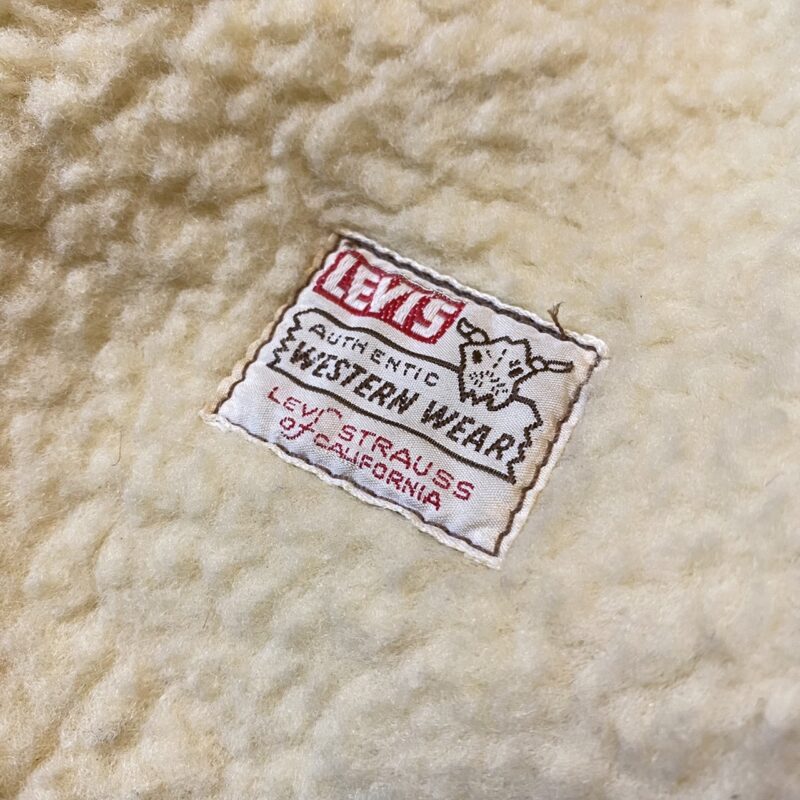 LEVI'S
AUTHENTIC
WESTERN WEAR
LEVI STRAUSS
of CALIFORNIA